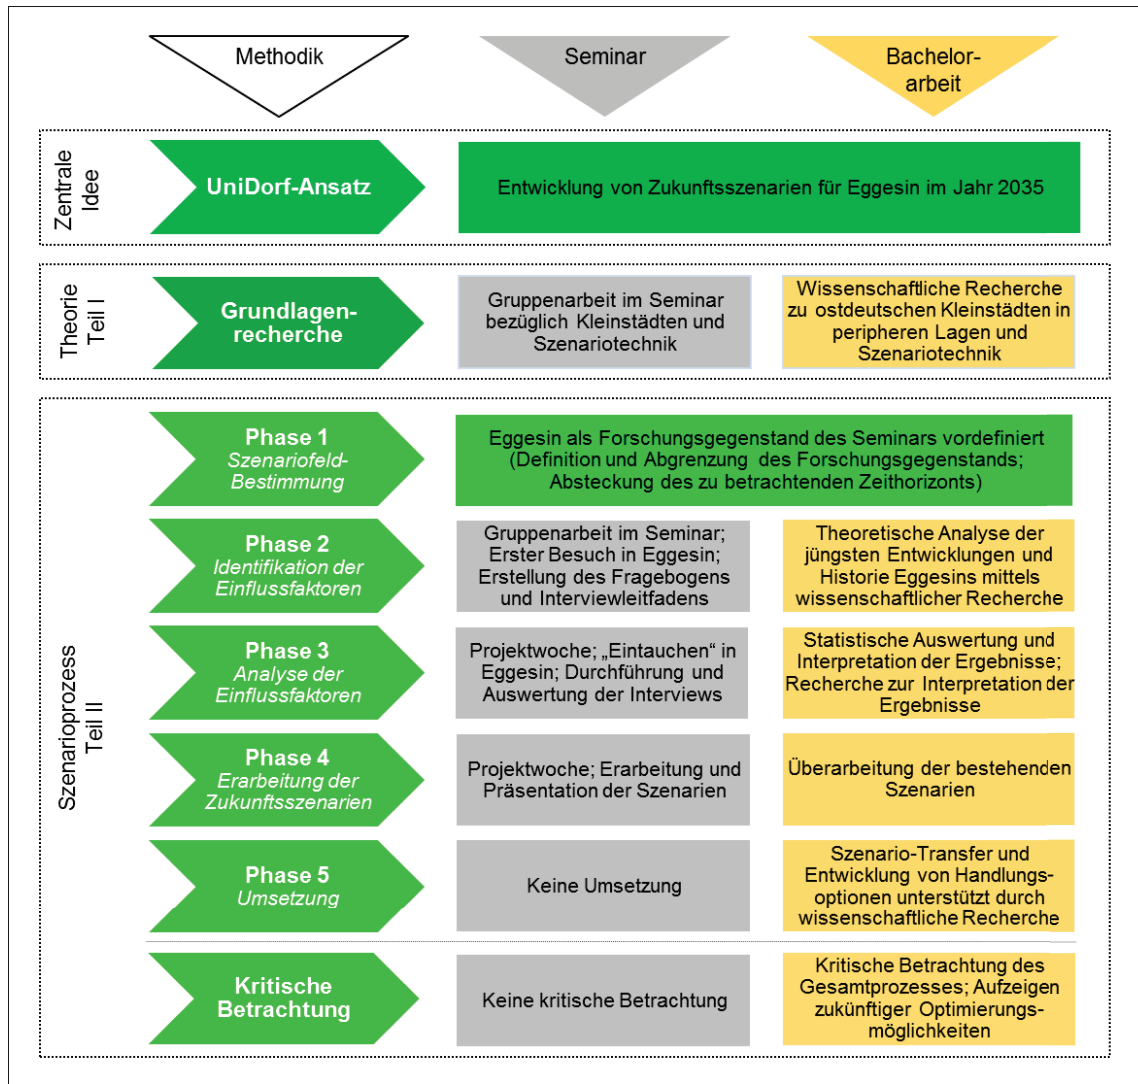 Methodik
Seminar
Bachelor-
arbeit
Zentrale
Idee
UniDorf-Ansatz
Entwicklung von Zukunftsszenarien für Eggesin im Jahr 2035
Theorie
Teil I
Grundlagen-
recherche
Gruppenarbeit im Seminar
bezüglich Kleinstädten und
Szenariotechnik
Wissenschaftliche Recherche
zu ostdeutschen Kleinstädten in
peripheren Lagen und
Szenariotechnik
Szenarioprozess
Teil II
Phase 1
Szenariofeld-
Bestimmung
Eggesin als Forschungsgegenstand des Seminars vordefiniert
(Definition und Abgrenzung des Forschungsgegenstands;
Absteckung des zu betrachtenden Zeithorizonts)
Phase 2
Identifikation der
Einflussfaktoren
Gruppenarbeit im Seminar;
Erster Besuch in Eggesin;
Erstellung des Fragebogens
und Interviewleitfadens
Theoretische Analyse der
jüngsten Entwicklungen und
Historie Eggesins mittels
wissenschaftlicher Recherche
Phase 3
Analyse der
Einflussfaktoren
Projektwoche; „Eintauchen“ in
Eggesin; Durchführung und
Auswertung der Interviews
Statistische Auswertung und
Interpretation der Ergebnisse;
Recherche zur Interpretation der
Ergebnisse
Phase 4
Erarbeitung der
Zukunftsszenarien
Projektwoche; Erarbeitung und
Präsentation der Szenarien
Überarbeitung der bestehenden
Szenarien
Phase 5
Umsetzung
Keine Umsetzung
Szenario-Transfer und
Entwicklung von Handlungs-
optionen unterstützt durch
wissenschaftliche Recherche
Kritische
Betrachtung
Keine kritische Betrachtung
Kritische Betrachtung des
Gesamtprozesses; Aufzeigen
zukünftiger Optimierungs-
möglichkeiten